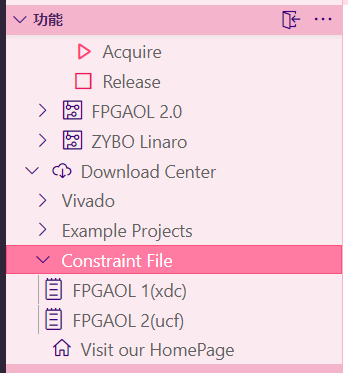 功能
Acquire
Release
FPGAOL 2.0
ZYBO Linaro
Download Center
Vivado
Example Projects
Constraint File
FPGAOL 1(xdc)
FPGAOL 2(ucf)
Visit our HomePage